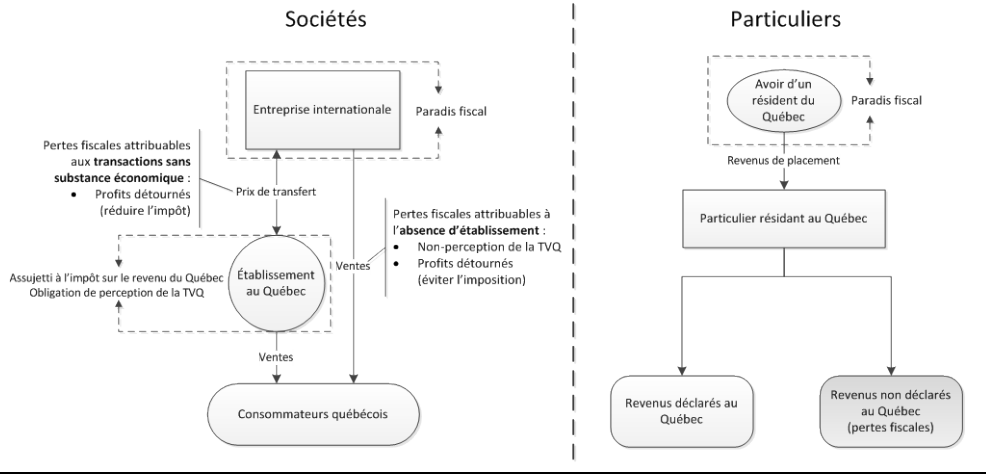 Sociétés
Entreprise internationale
Paradis fiscal
Pertes fiscales attribuables
aux transactions sans
substance économique :
• Profits détournés
(réduire l'impôt)
Prix de transfert
Pertes fiscales attribuables à
l'absence d'établissement :
• Non-perception de la TVQ
• Profits détournés
(éviter l'imposition)
Assujetti à l'impôt sur le revenu du Québec
Obligation de perception de la TVQ
Établissement
au Québec
Ventes
Ventes
Consommateurs québécois
Particuliers
Avoir d'un
résident du
Québec
Paradis fiscal
Revenus de placement
Particulier résidant au Québec
Revenus déclarés au
Québec
Revenus non déclarés
au Québec
(pertes fiscales)